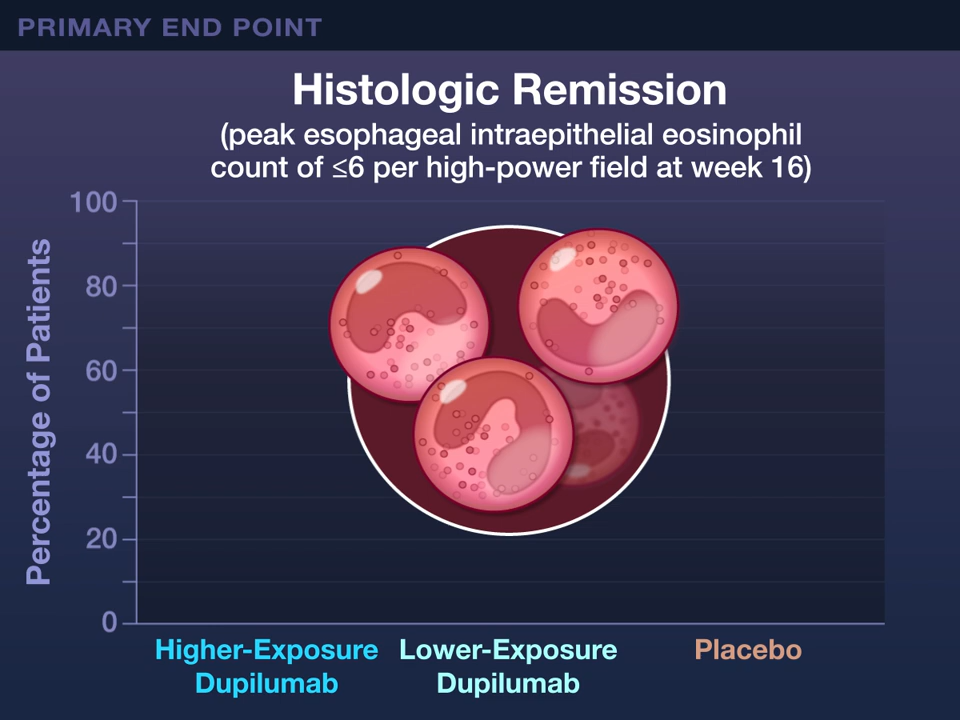 PRIMARY END POINT
Histologic Remission
(peak esophageal intraepithelial eosinophil
count of ≤6 per high-power field at week 16)
Percentage of Patients
100
80
60
40
20
0
Higher-Exposure
Dupilumab
Lower-Exposure
Dupilumab
Placebo